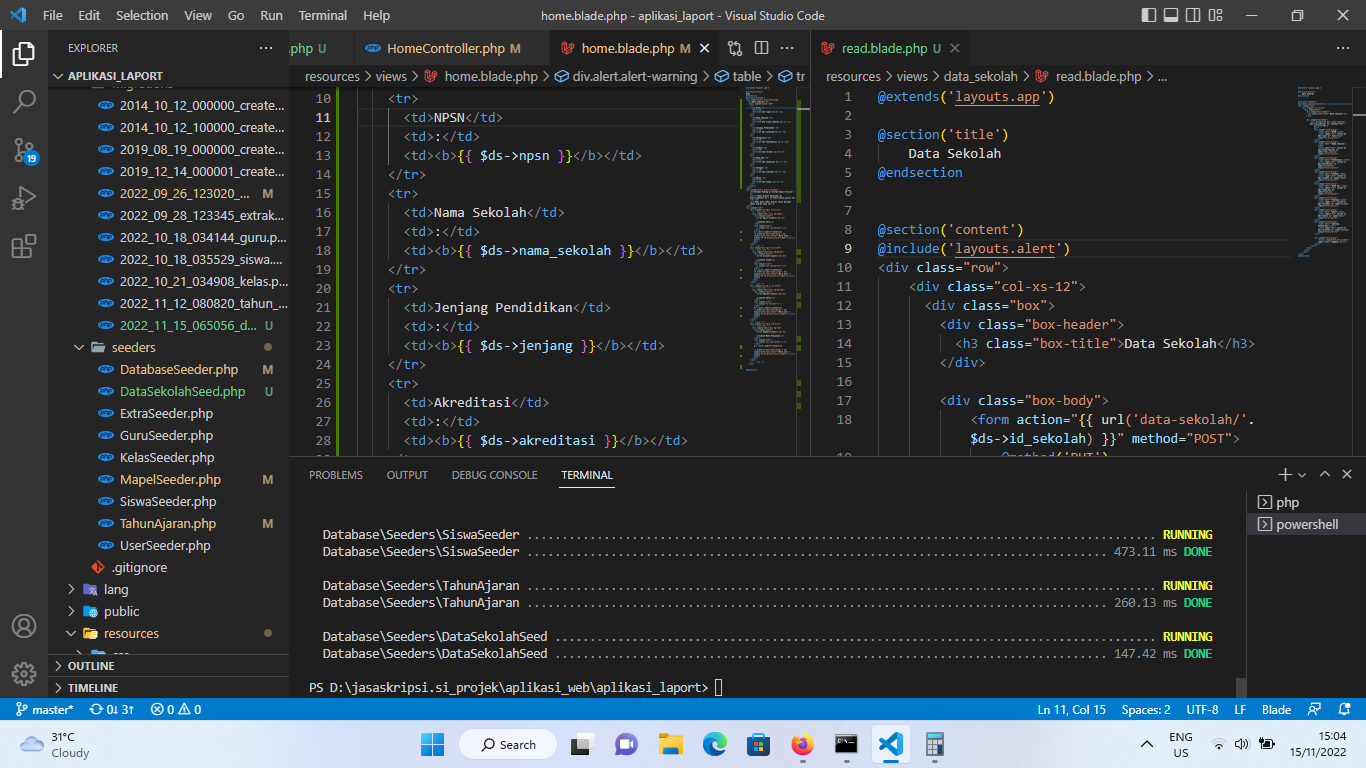 File Edit Selection View Go Run Terminal Help
home.blade.php - aplikasi_laport - Visual Studio Code
EXPLORER
APLIKASI_LAPORT
migrations
2014_10_12_000000_create...
2014_10_12_100000_create...
2019_08_19_000000_create...
2019_12_14_000001_create...
2022_09_26_123020_... M
2022_09_28_123345_extrak...
2022_10_18_034144_guru.p...
2022_10_18_035529_siswa....
2022_10_21_034908_kelas.p...
2022_11_12_080820_tahun_...
2022_11_15_065056_d... U
seeders
DatabaseSeeder.php M
DataSekolahSeed.php U
ExtraSeeder.php
GuruSeeder.php
KelasSeeder.php
MapelSeeder.php M
SiswaSeeder.php
TahunAjaran.php M
UserSeeder.php
.gitignore
lang
public
resources
OUTLINE
TIMELINE
19
.php U
HomeController.php M
home.blade.php M
resources > views > home.blade.php > div.alert.alert-warning > table > tr
10 <tr>
11 <td>NPSN</td>
12 <td>:</td>
13 <td><b>{{ $ds->npsn }}</b></td>
14 </tr>
15 <tr>
16 <td>Nama Sekolah</td>
17 <td>:</td>
18 <td><b>{{ $ds->nama_sekolah }}</b></td>
19 </tr>
20 <tr>
21 <td>Jenjang Pendidikan</td>
22 <td>:</td>
23 <td><b>{{ $ds->jenjang }}</b></td>
24 </tr>
25 <tr>
26 <td>Akreditasi</td>
27 <td>:</td>
28 <td><b>{{ $ds->akreditasi }}</b></td>
read.blade.php U
resources > views > data_sekolah > read.blade.php > ...
1 @extends('layouts.app')
2
3 @section('title')
4 Data Sekolah
5 @endsection
6
7
8 @section('content')
9 @include('layouts.alert')
10 <div class="row">
11 <div class="col-xs-12">
12 <div class="box">
13 <div class="box-header">
14 <h3 class="box-title">Data Sekolah</h3>
15 </div>
16
17 <div class="box-body">
18 <form action="{{ url('data-sekolah/'.
$ds->id_sekolah) }}" method="POST">
19 @method('PUT')
PROBLEMS OUTPUT DEBUG CONSOLE TERMINAL
php
powershell
Database\Seeders\SiswaSeeder ... RUNNING
Database\Seeders\SiswaSeeder ... 473.11 ms DONE
Database\Seeders\TahunAjaran ... RUNNING
Database\Seeders\TahunAjaran ... 260.13 ms DONE
Database\Seeders\DataSekolahSeed ... RUNNING
Database\Seeders\DataSekolahSeed ... 147.42 ms DONE
PS D:\jasaskripsi.si_projek\aplikasi_web\aplikasi_laport>
master* 0↓ 3↑ 0 0
Ln 11, Col 15 Spaces: 2 UTF-8 LF Blade
31°C
Cloudy
Search
ENG
US
15:04
15/11/2022